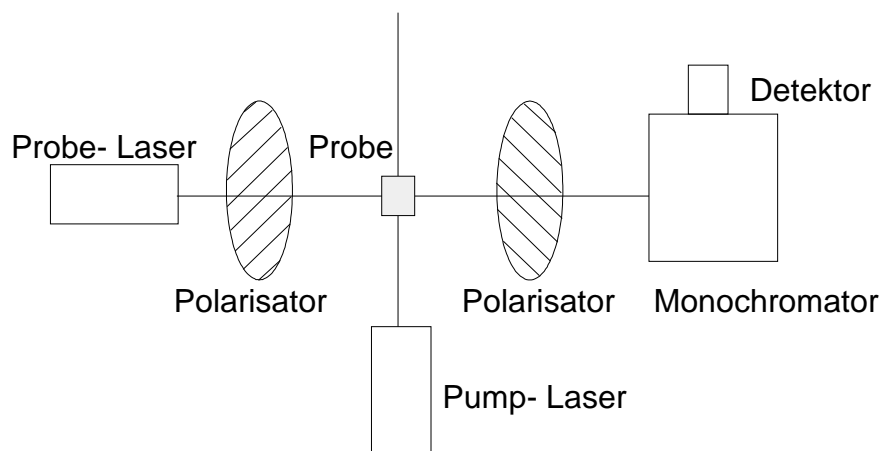 Detektor
Probe- Laser
Probe
Polarisator
Polarisator
Monochromator
Pump- Laser